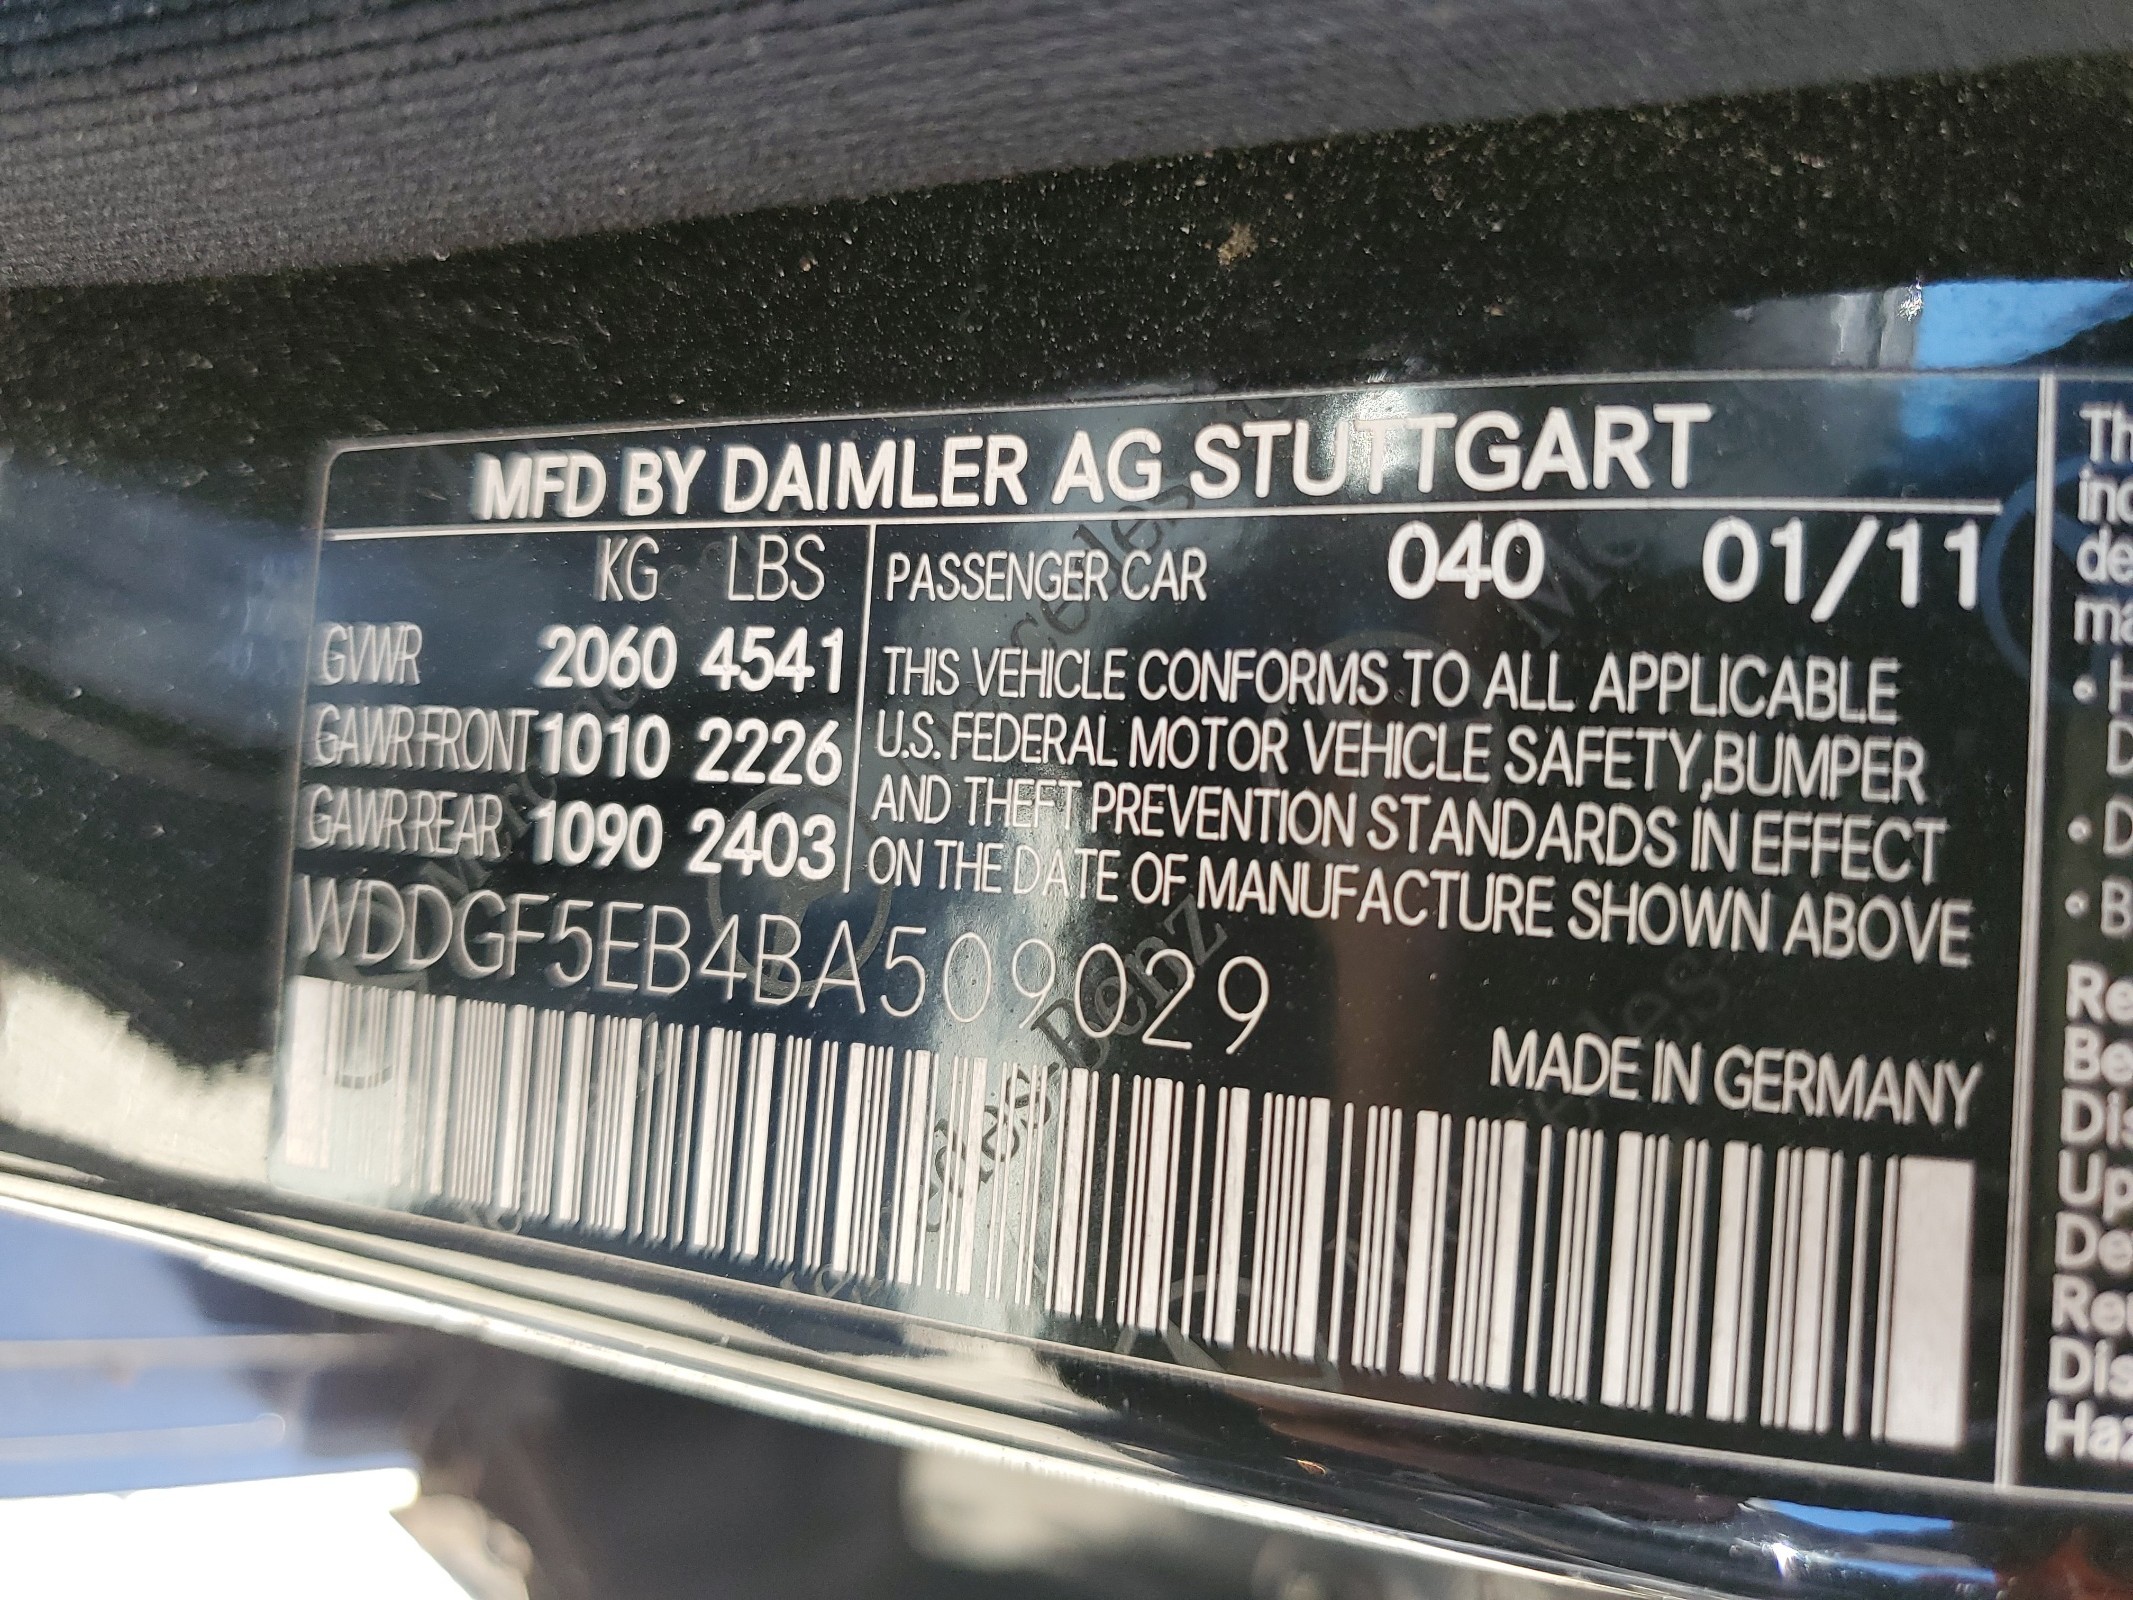 MFD BY DAIMLER AG STUTTGART
KG LBS
GVWR 2060 4541
GAWR FRONT 1010 2226
GAWR REAR 1090 2403
PASSENGER CAR 040 01/11
THIS VEHICLE CONFORMS TO ALL APPLICABLE
U.S. FEDERAL MOTOR VEHICLE SAFETY,BUMPER
AND THEFT PREVENTION STANDARDS IN EFFECT
ON THE DATE OF MANUFACTURE SHOWN ABOVE
WDDGF5EB4BA509029
MADE IN GERMANY